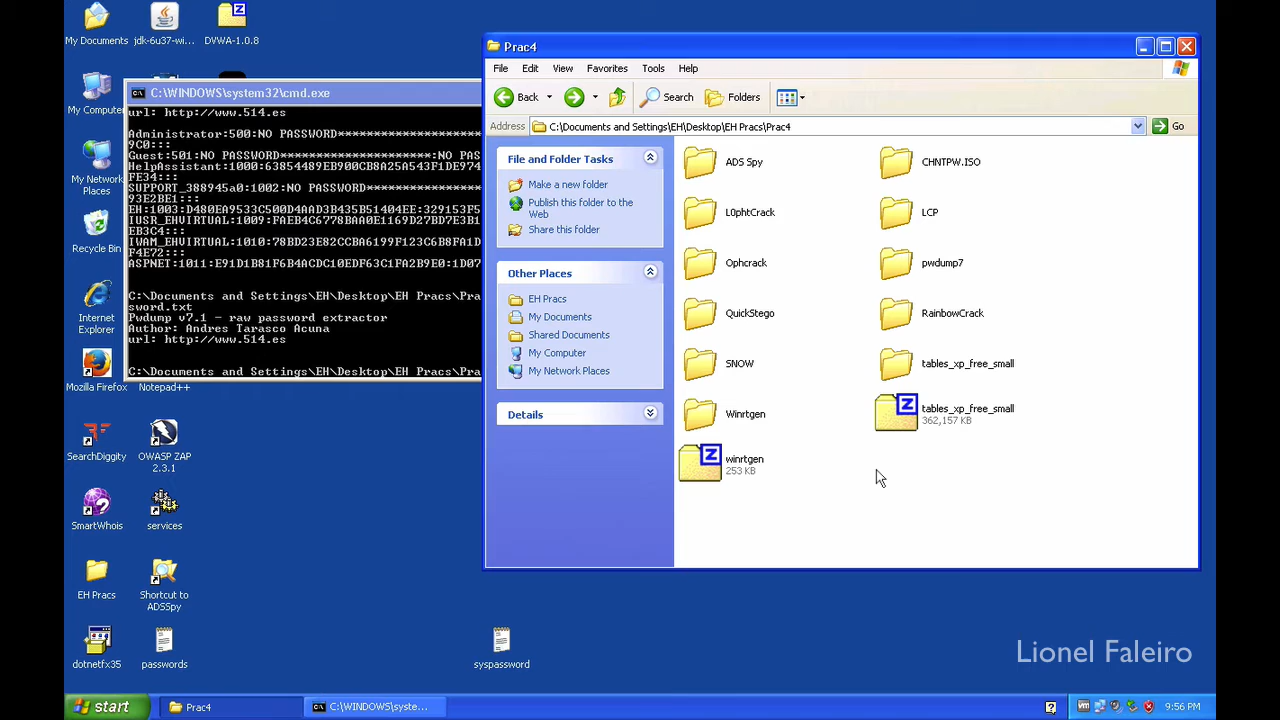 My Documents
jdk-6u37-wi...
DVWA-1.0.8
My Computer
My Network
Places
Recycle Bin
Internet
Explorer
Mozilla Firefox
Notepad++
SearchDiggity
OWASP ZAP
2.3.1
SmartWhois
services
EH Pracs
Shortcut to
ADSSpy
dotnetfx35
passwords
syspassword
C:\WINDOWS\system32\cmd.exe
url: http://www.514.es
Administrator:500:NO PASSWORD*********************
9C0:::
Guest:501:NO PASSWORD*********************:NO PAS
HelpAssistant:1000:63854489EB900CB8A25A543F1DE974
FE34:::
SUPPORT_388945a0:1002:NO PASSWORD*****************
93E2BE1:::
EH:1003:D480EA9533C500D4AAD3B435B51404EE:329153F5
IUSR_EHVIRTUAL:1009:FAEB4C6778BAA0E1169D27BD7E3B1
EB3C4:::
IWAM_EHVIRTUAL:1010:78BD23E82CCBA6199F123C6B8FA1D
F4E72:::
ASPNET:1011:E91D1B81F6B4ACDC10EDF63C1FA2B9E0:1D07
C:\Documents and Settings\EH\Desktop\EH Pracs\Pra
sword.txt
Pwdump v7.1 - raw password extractor
Author: Andres Tarasco Acuna
url: http://www.514.es
C:\Documents and Settings\EH\Desktop\EH Pracs\Pra
Prac4
File Edit View Favorites Tools Help
Back Search Folders
Address C:\Documents and Settings\EH\Desktop\EH Pracs\Prac4 Go
File and Folder Tasks
Make a new folder
Publish this folder to the
Web
Share this folder
Other Places
EH Pracs
My Documents
Shared Documents
My Computer
My Network Places
Details
ADS Spy
CHNTPW.ISO
L0phtCrack
LCP
Ophcrack
pwdump7
QuickStego
RainbowCrack
SNOW
tables_xp_free_small
Winrtgen
tables_xp_free_small
362,157 KB
winrtgen
253 KB
Lionel Faleiro
start
Prac4
C:\WINDOWS\syste...
9:56 PM